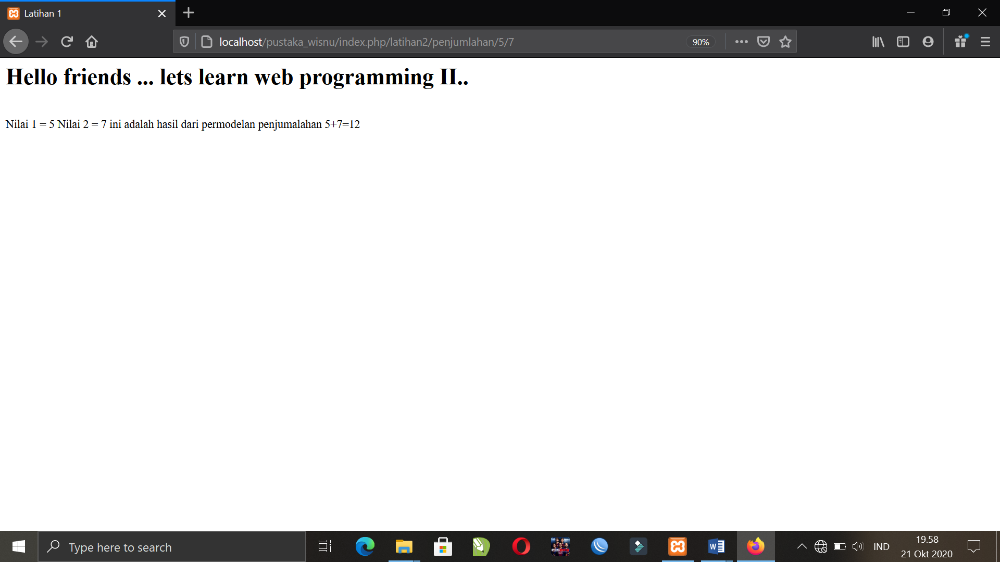 Latihan 1
localhost/pustaka_wisnu/index.php/latihan2/penjumlahan/5/7
90%
Hello friends ... lets learn web programming II..
Nilai 1 = 5 Nilai 2 = 7 ini adalah hasil dari permodelan penjumalahan 5+7=12
Type here to search
IND
19.58
21 Okt 2020